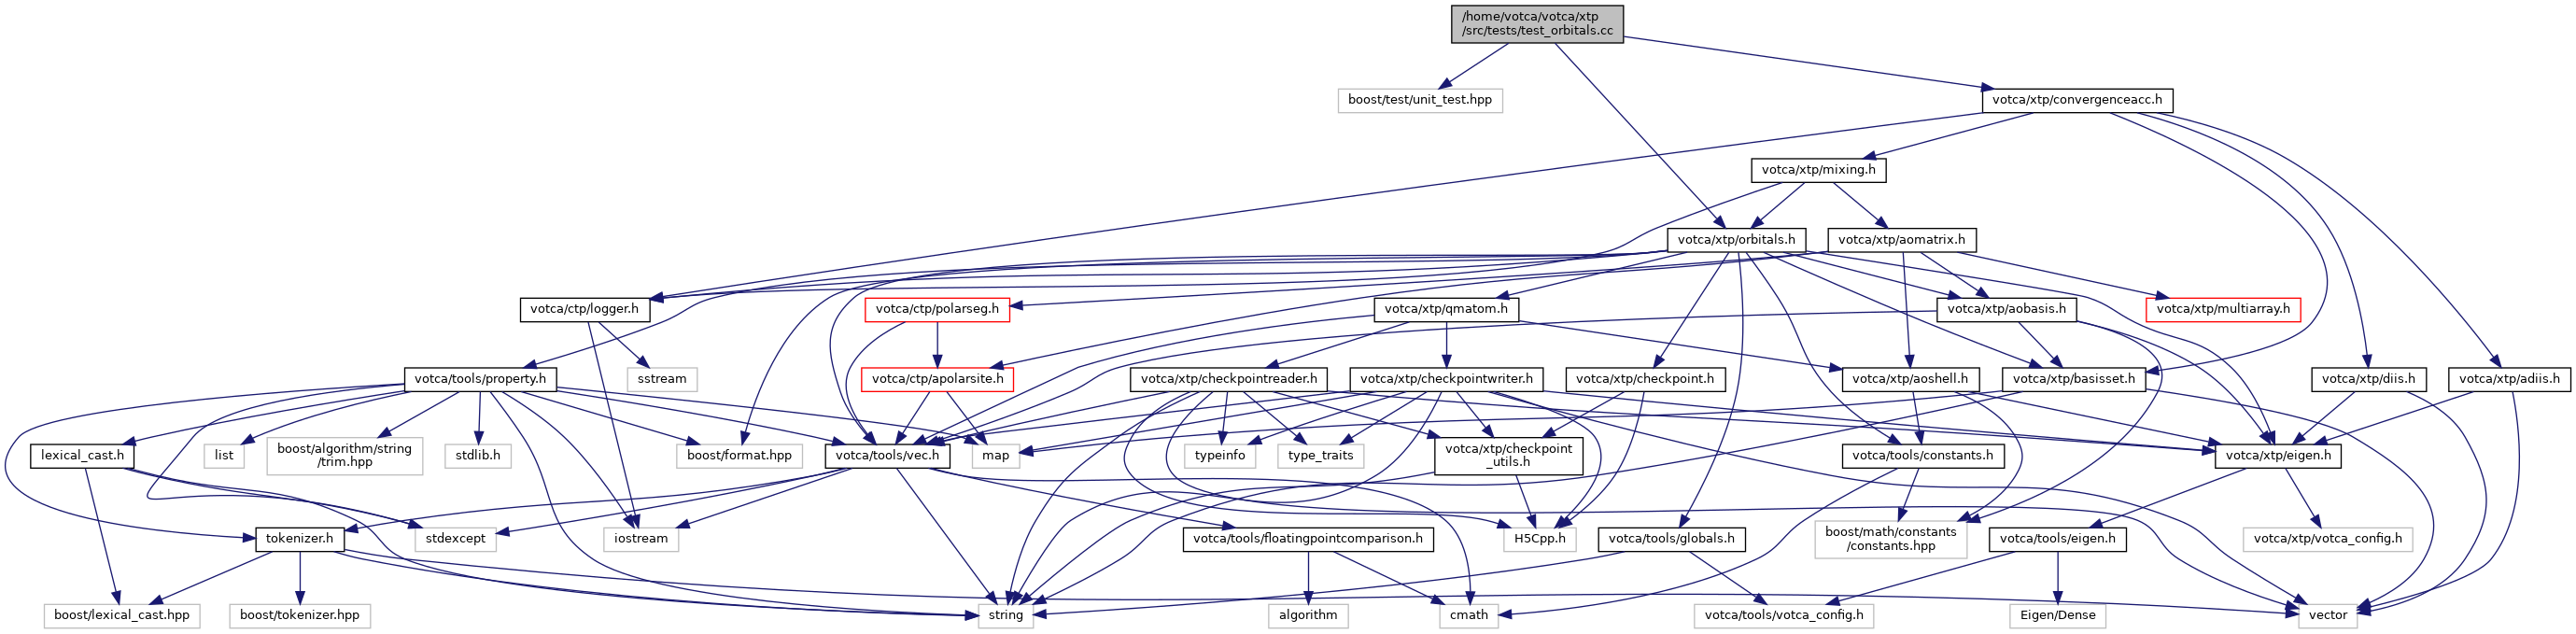 /home/votca/votca/xtp
/src/tests/test_orbitals.cc
boost/test/unit_test.hpp
votca/xtp/convergenceacc.h
votca/xtp/mixing.h
votca/xtp/orbitals.h
votca/xtp/aomatrix.h
votca/ctp/logger.h
votca/ctp/polarseg.h
votca/xtp/qmatom.h
votca/xtp/aobasis.h
votca/xtp/multiarray.h
votca/tools/property.h
sstream
votca/ctp/apolarsite.h
votca/xtp/checkpointreader.h
votca/xtp/checkpointwriter.h
votca/xtp/checkpoint.h
votca/xtp/aoshell.h
votca/xtp/basisset.h
votca/xtp/diis.h
votca/xtp/adiis.h
lexical_cast.h
list
boost/algorithm/string
/trim.hpp
stdlib.h
boost/format.hpp
votca/tools/vec.h
map
typeinfo
type_traits
votca/xtp/checkpoint
_utils.h
votca/tools/constants.h
votca/xtp/eigen.h
tokenizer.h
stdexcept
iostream
votca/tools/floatingpointcomparison.h
H5Cpp.h
votca/tools/globals.h
boost/math/constants
/constants.hpp
votca/tools/eigen.h
votca/xtp/votca_config.h
boost/lexical_cast.hpp
boost/tokenizer.hpp
string
algorithm
cmath
votca/tools/votca_config.h
Eigen/Dense
vector